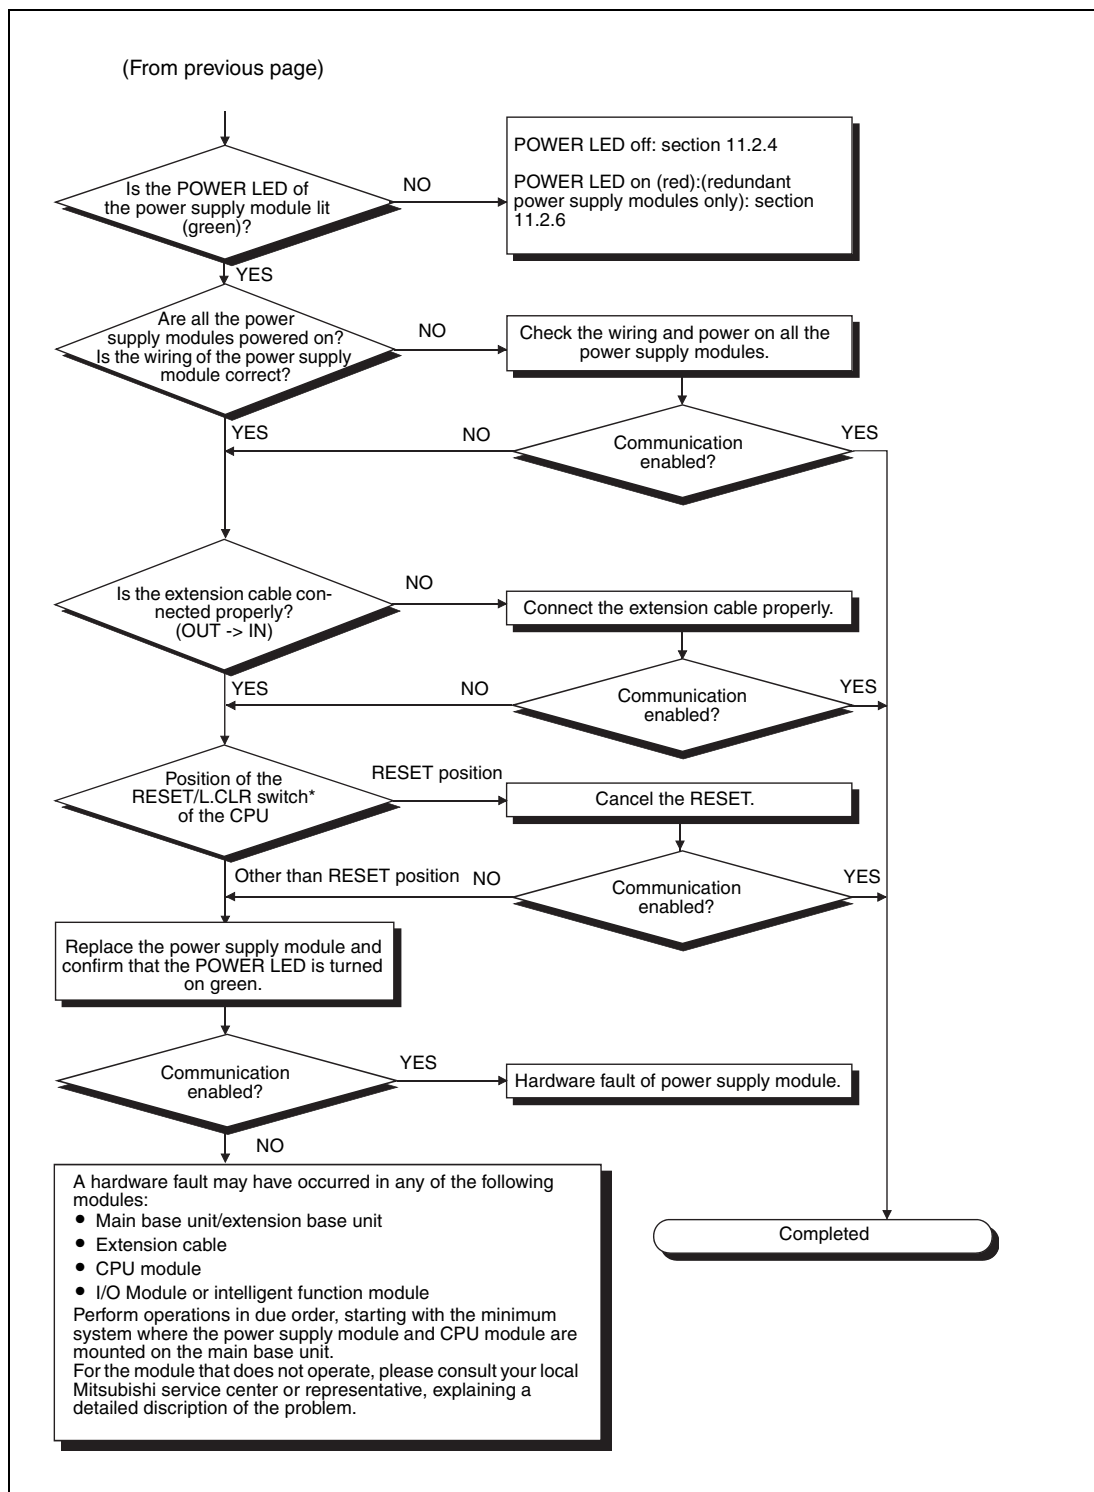 (From previous page)
Is the POWER LED of
the power supply module lit
(green)?
NO
POWER LED off: section 11.2.4
POWER LED on (red):(redundant
power supply modules only): section
11.2.6
YES
Are all the power
supply modules powered on?
Is the wiring of the power supply
module correct?
NO
Check the wiring and power on all the
power supply modules.
YES
NO
Communication
enabled?
YES
Is the extension cable con-
nected properly?
(OUT -> IN)
NO
Connect the extension cable properly.
YES
NO
Communication
enabled?
YES
Position of the
RESET/L.CLR switch*
of the CPU
RESET position
Cancel the RESET.
Other than RESET position
NO
Communication
enabled?
YES
Replace the power supply module and
confirm that the POWER LED is turned
on green.
Communication
enabled?
YES
Hardware fault of power supply module.
NO
A hardware fault may have occurred in any of the following
modules:
• Main base unit/extension base unit
• Extension cable
• CPU module
• I/O Module or intelligent function module
Perform operations in due order, starting with the minimum
system where the power supply module and CPU module are
mounted on the main base unit.
For the module that does not operate, please consult your local
Mitsubishi service center or representative, explaining a
detailed discription of the problem.
Completed